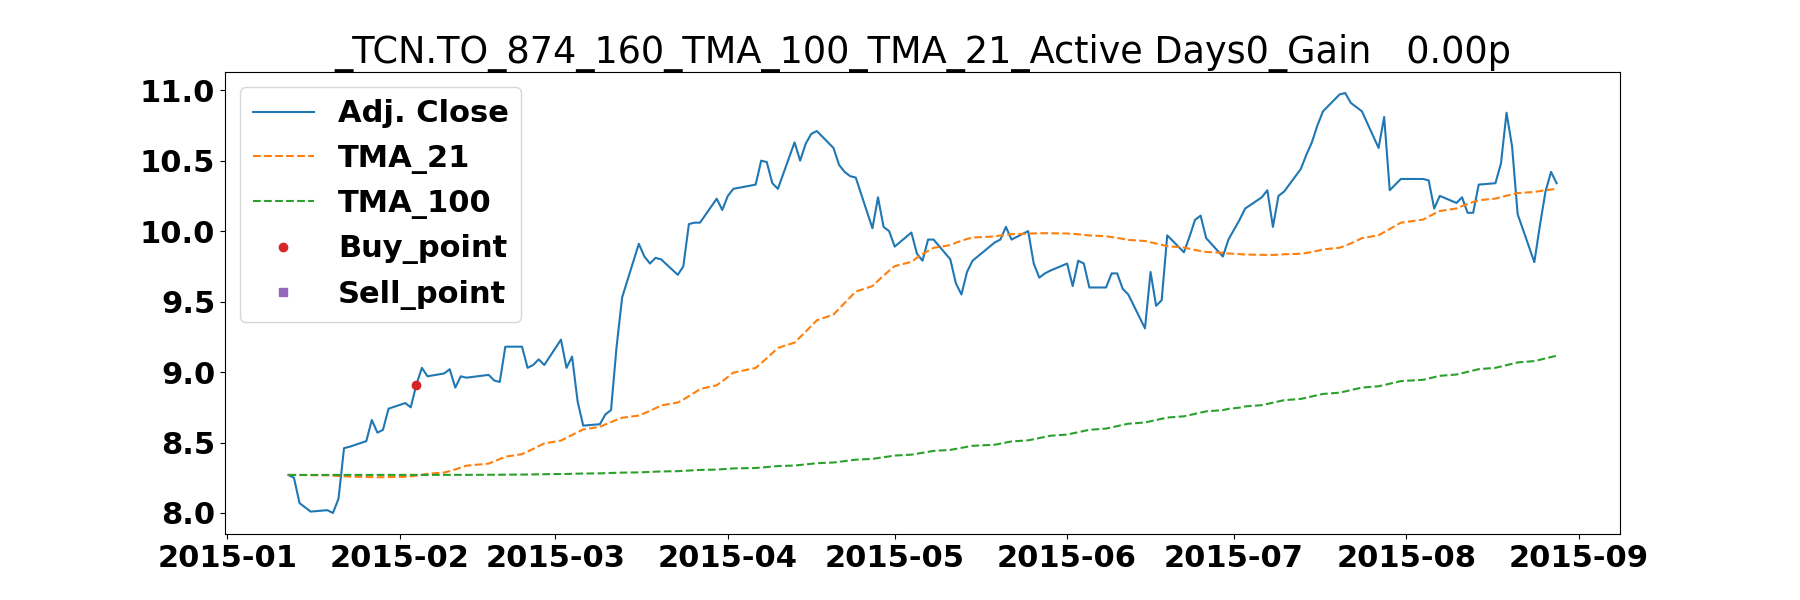 _TCN.TO_874_160_TMA_100_TMA_21_Active Days0_Gain   0.00p
11.0
10.5
10.0
9.5
9.0
8.5
8.0
Adj. Close
TMA_21
TMA_100
Buy_point
Sell_point
2015-01 2015-02 2015-03 2015-04 2015-05 2015-06 2015-07 2015-08 2015-09